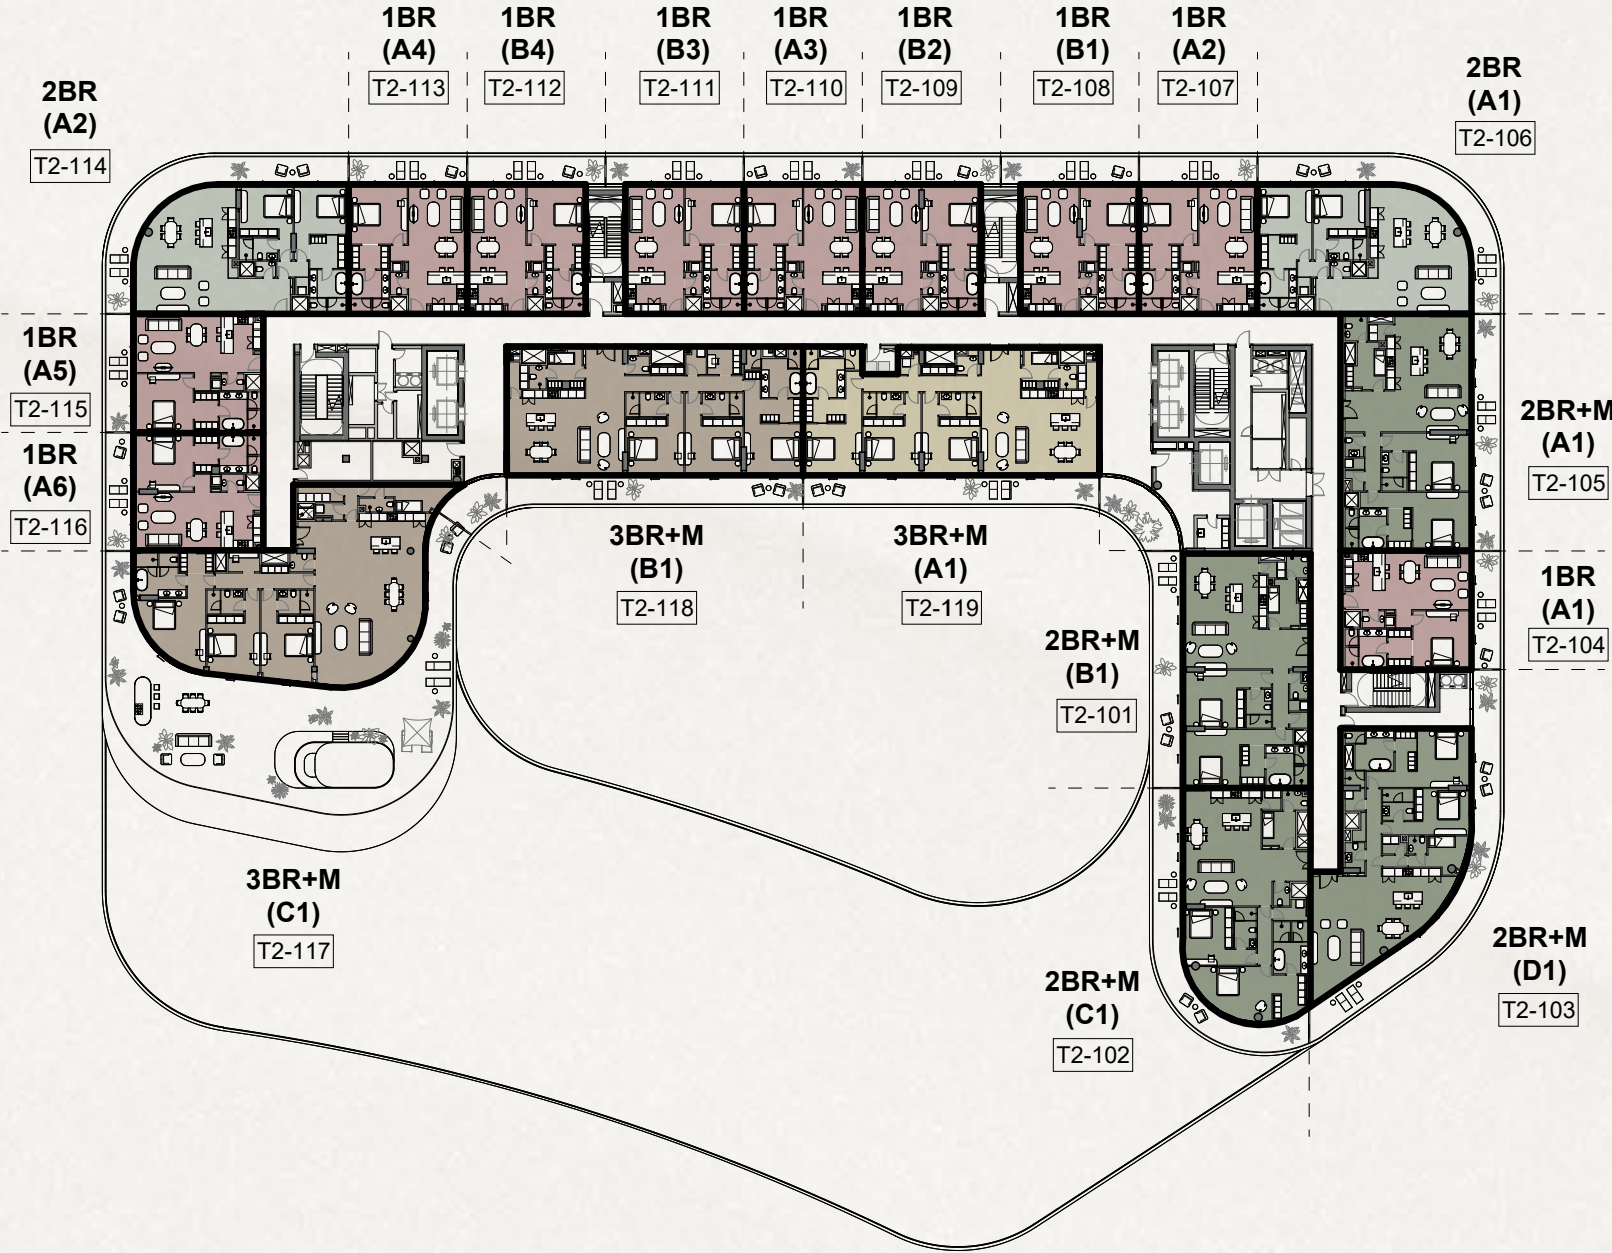 1BR
(A4)
T2-113
1BR
(B4)
T2-112
1BR
(B3)
T2-111
1BR
(A3)
T2-110
1BR
(B2)
T2-109
1BR
(B1)
T2-108
1BR
(A2)
T2-107
2BR
(A1)
T2-106
2BR
(A2)
T2-114
1BR
(A5)
T2-115
1BR
(A6)
T2-116
2BR+M
(A1)
T2-105
3BR+M
(B1)
T2-118
3BR+M
(A1)
T2-119
1BR
(A1)
T2-104
2BR+M
(B1)
T2-101
3BR+M
(C1)
T2-117
2BR+M
(C1)
T2-102
2BR+M
(D1)
T2-103